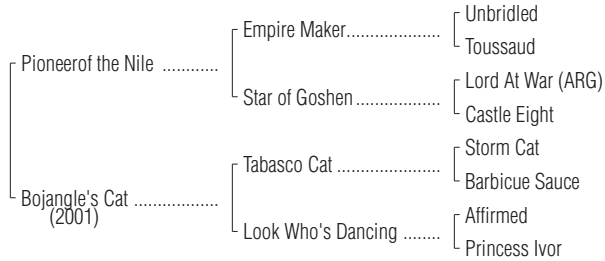 Unbridled
Empire Maker....................
Toussaud
Pioneerof the Nile ............
Lord At War (ARG)
Star of Goshen ..................
Castle Eight
Storm Cat
Tabasco Cat ......................
Barbicue Sauce
Bojangle's Cat ..................
(2001)
Affirmed
Look Who's Dancing ........
Princess Ivor